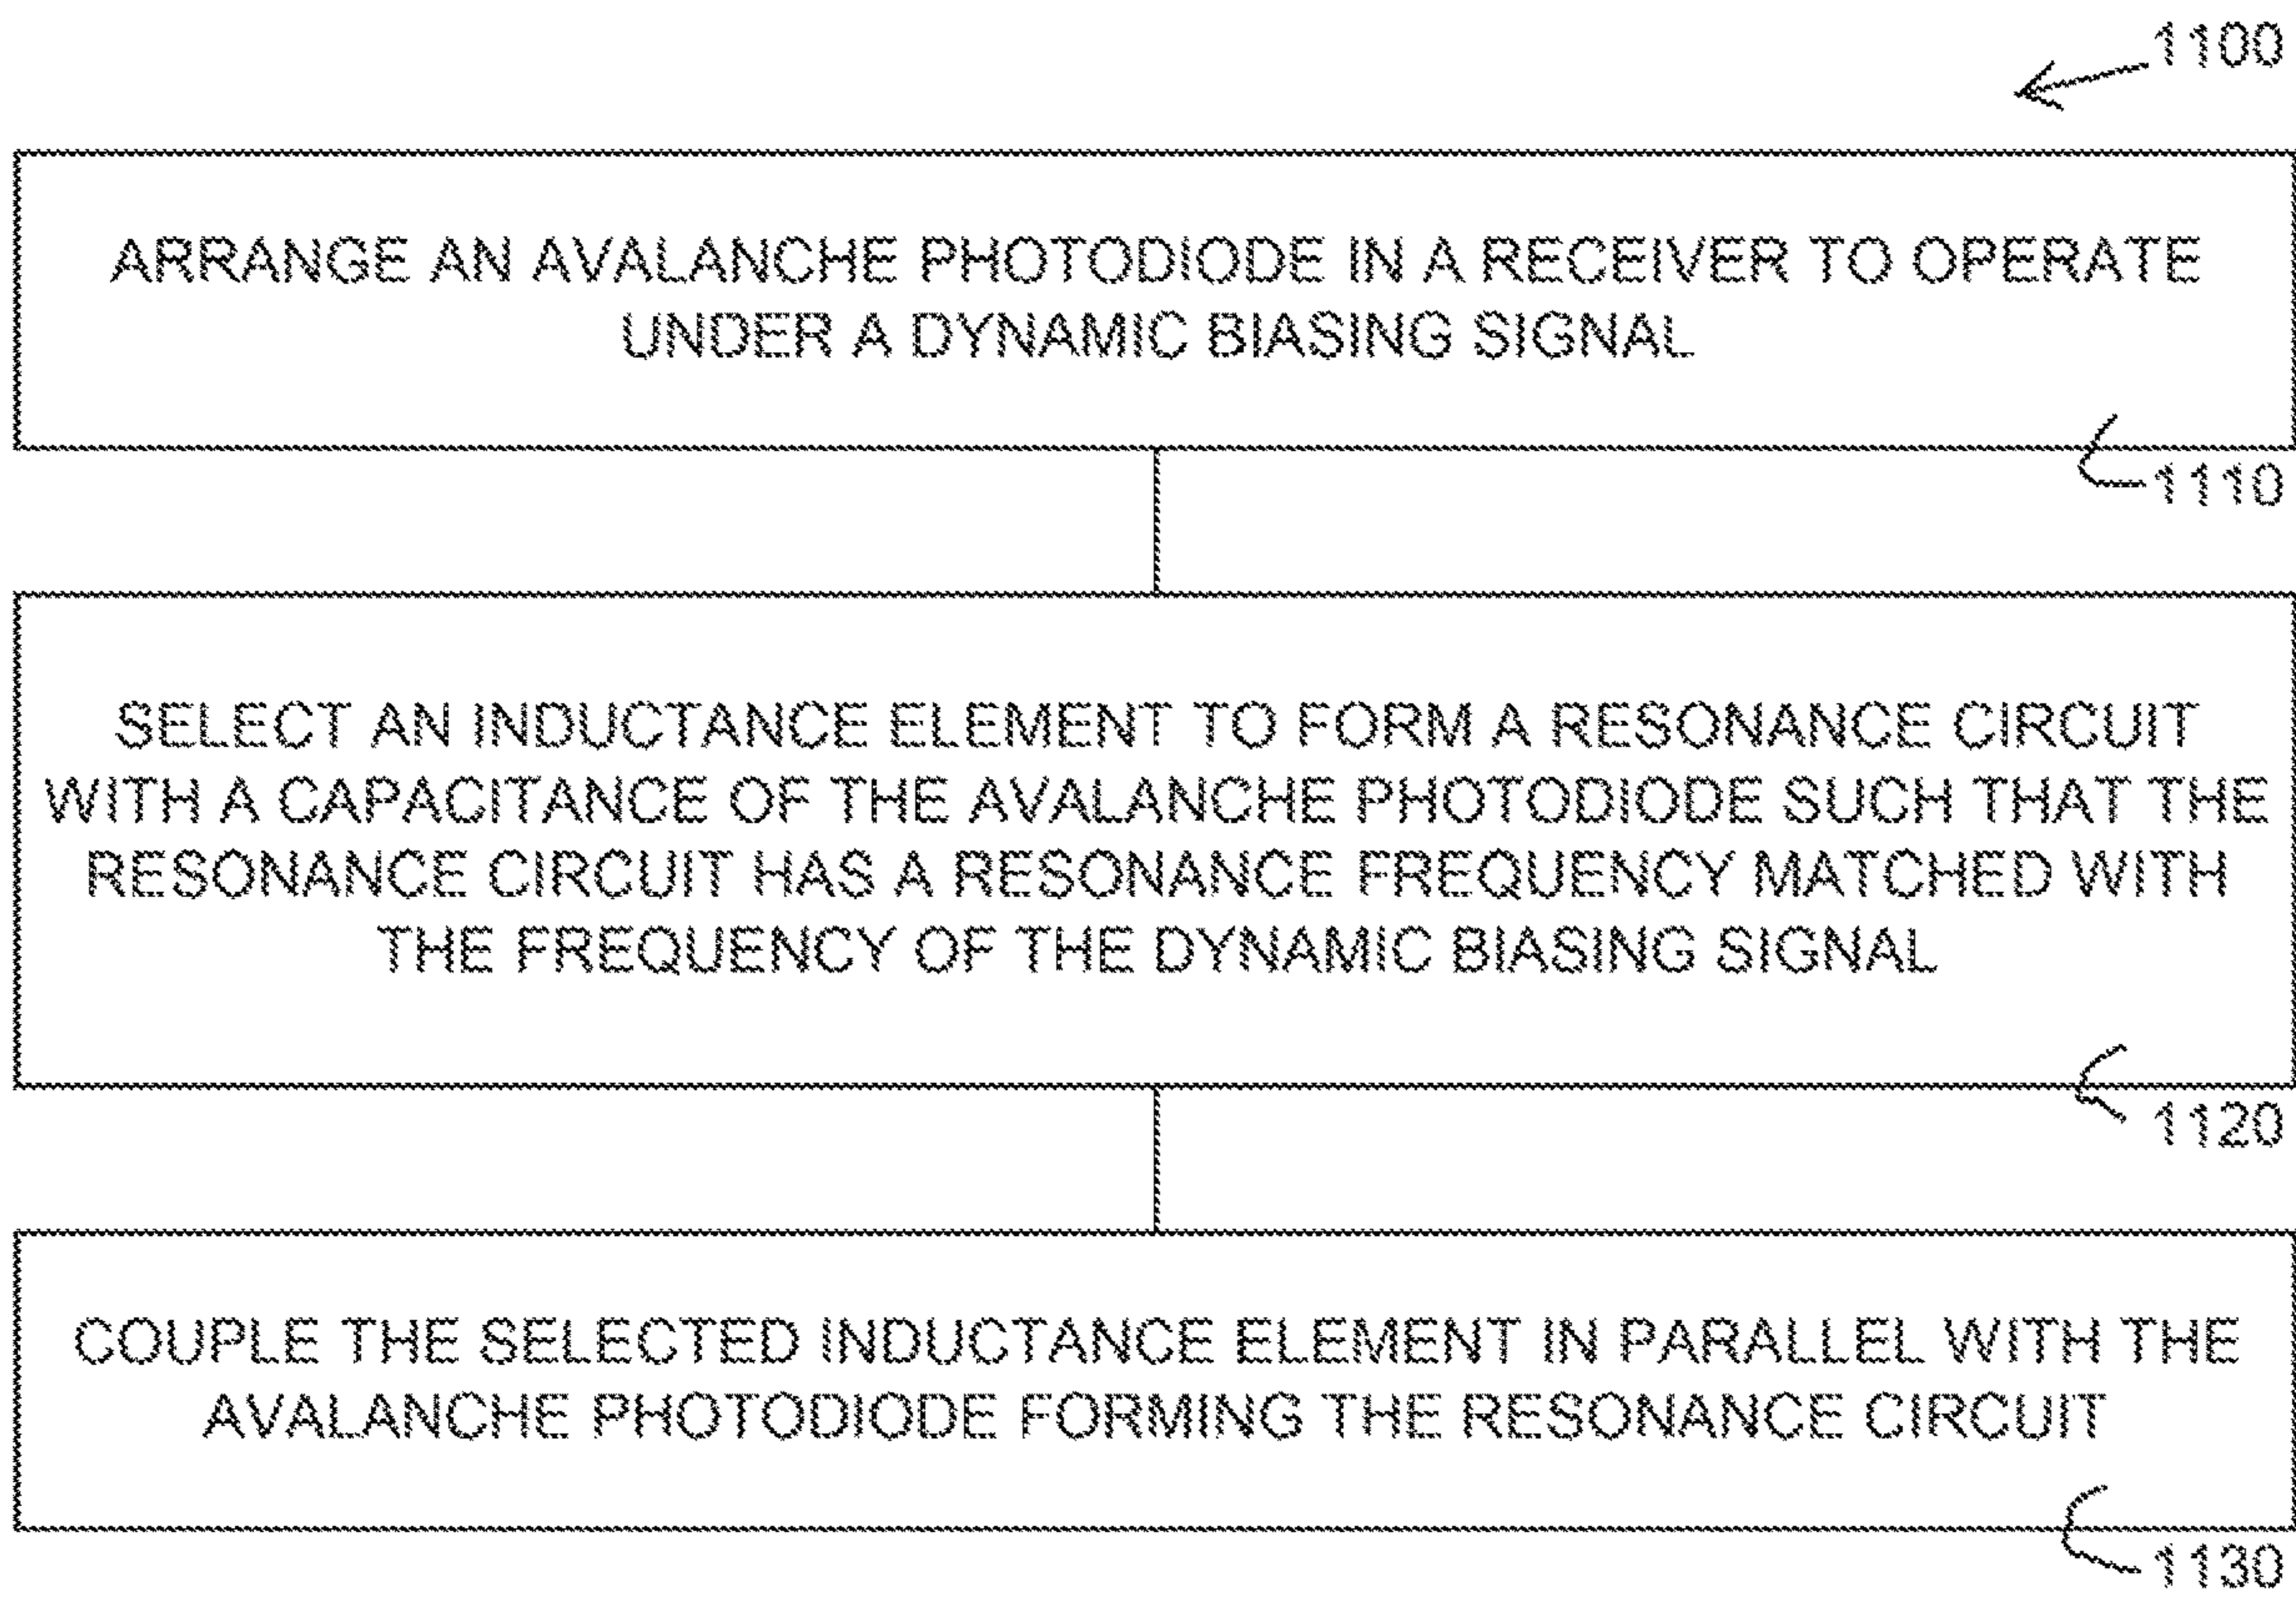 1100
ARRANGE AN AVALANCHE PHOTODIODE IN A RECEIVER TO OPERATE
UNDER A DYNAMIC BIASING SIGNAL
1110
SELECT AN INDUCTANCE ELEMENT TO FORM A RESONANCE CIRCUIT
WITH A CAPACITANCE OF THE AVALANCHE PHOTODIODE SUCH THAT THE
RESONANCE CIRCUIT HAS A RESONANCE FREQUENCY MATCHED WITH
THE FREQUENCY OF THE DYNAMIC BIASING SIGNAL
1120
COUPLE THE SELECTED INDUCTANCE ELEMENT IN PARALLEL WITH THE
AVALANCHE PHOTODIODE FORMING THE RESONANCE CIRCUIT
1130